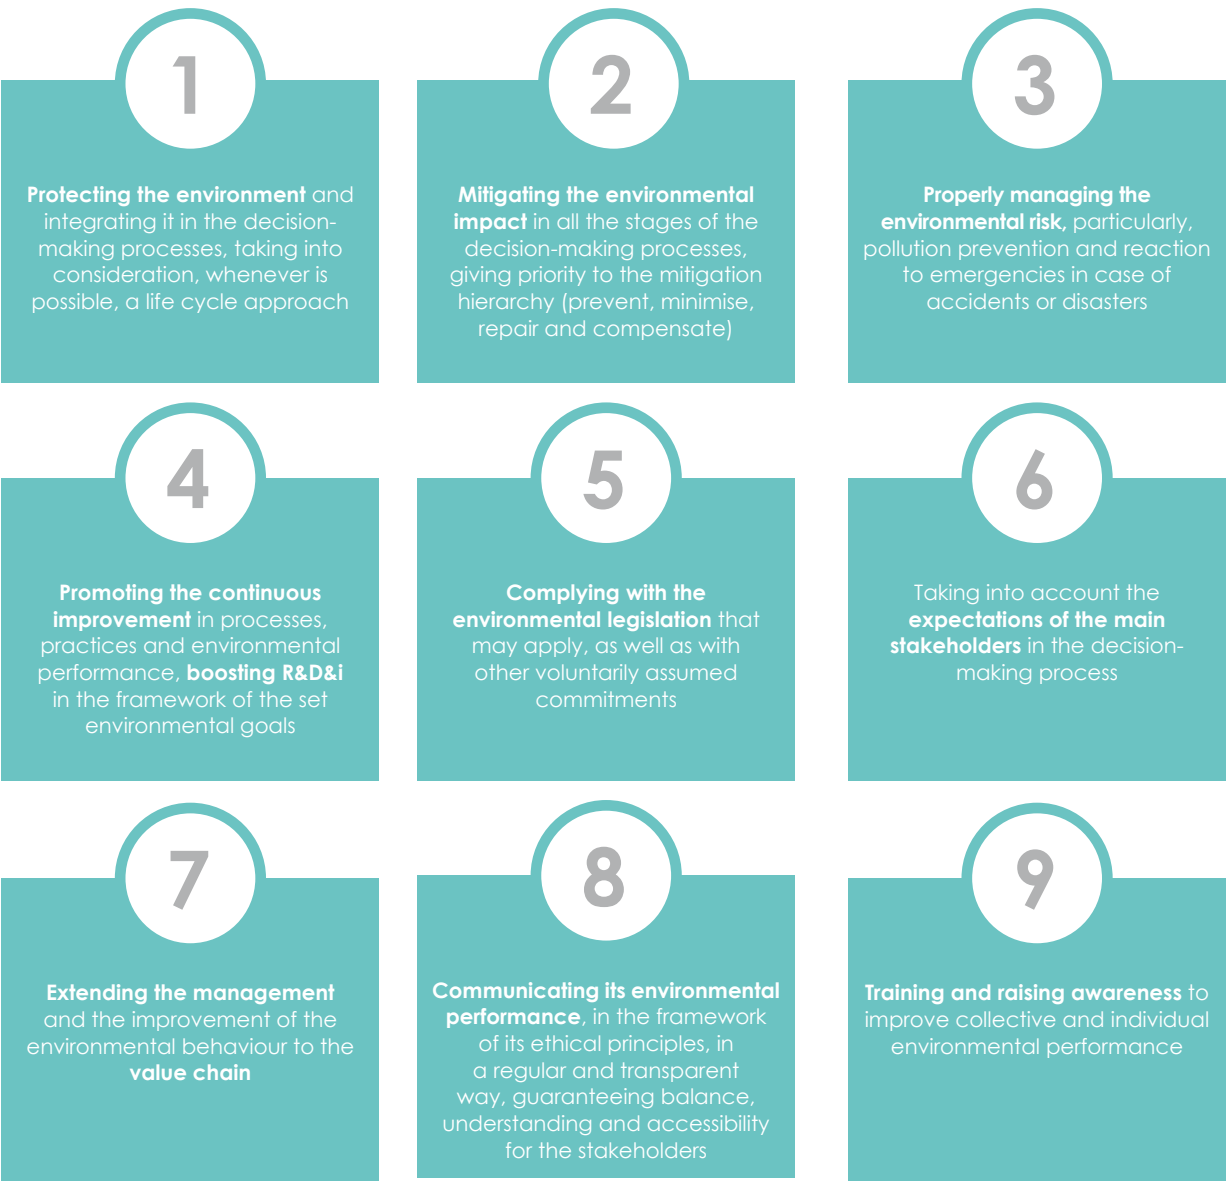 1
Protecting the environment and
integrating it in the decision-
making processes, taking into
consideration, whenever is
possible, a life cycle approach
2
Mitigating the environmental
impact in all the stages of the
decision-making processes,
giving priority to the mitigation
hierarchy (prevent, minimise,
repair and compensate)
3
Properly managing the
environmental risk, particularly,
pollution prevention and reaction
to emergencies in case of
accidents or disasters
4
Promoting the continuous
improvement in processes,
practices and environmental
performance, boosting R&D&i
in the framework of the set
environmental goals
5
Complying with the
environmental legislation that
may apply, as well as with
other voluntarily assumed
commitments
6
Taking into account the
expectations of the main
stakeholders in the decision-
making process
7
Extending the management
and the improvement of the
environmental behaviour to the
value chain
8
Communicating its environmental
performance, in the framework
of its ethical principles, in
a regular and transparent
way, guaranteeing balance,
understanding and accessibility
for the stakeholders
9
Training and raising awareness to
improve collective and individual
environmental performance